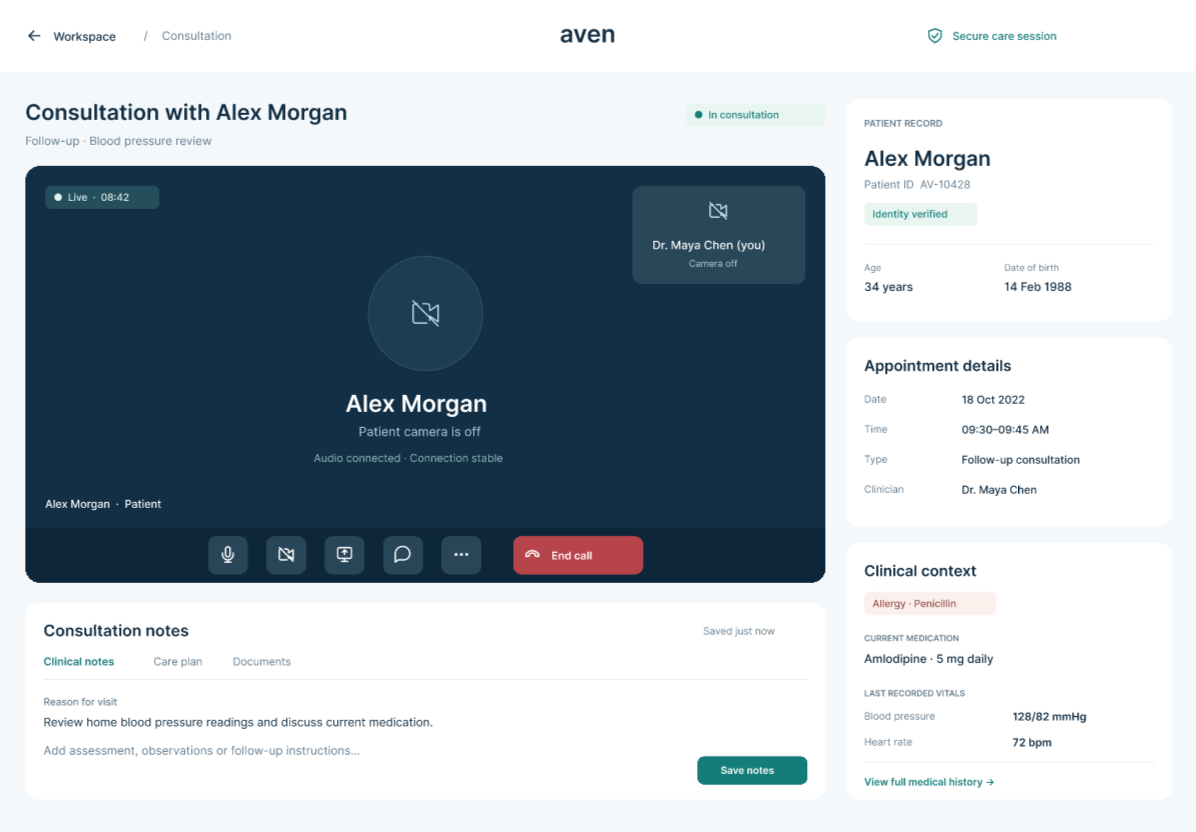 Workspace / Consultation
aven
Secure care session
Consultation with Alex Morgan
Follow-up · Blood pressure review
In consultation
Live · 08:42
Dr. Maya Chen (you)
Camera off
Alex Morgan
Patient camera is off
Audio connected · Connection stable
Alex Morgan · Patient
End call
Consultation notes
Saved just now
Clinical notes Care plan Documents
Reason for visit
Review home blood pressure readings and discuss current medication.
Add assessment, observations or follow-up instructions...
Save notes
PATIENT RECORD
Alex Morgan
Patient ID AV-10428
Identity verified
Age Date of birth
34 years 14 Feb 1988
Appointment details
Date 18 Oct 2022
Time 09:30–09:45 AM
Type Follow-up consultation
Clinician Dr. Maya Chen
Clinical context
Allergy · Penicillin
CURRENT MEDICATION
Amlodipine · 5 mg daily
LAST RECORDED VITALS
Blood pressure 128/82 mmHg
Heart rate 72 bpm
View full medical history →